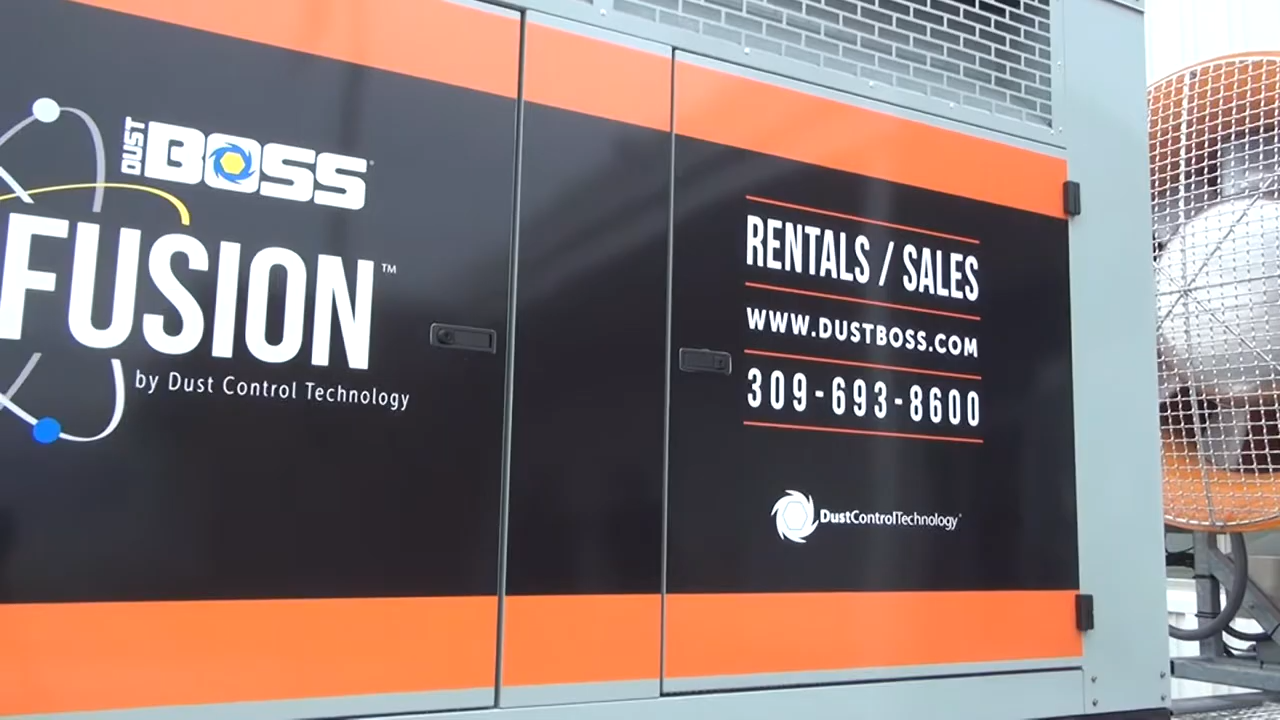 DUST BOSS®
FUSION™
by Dust Control Technology
RENTALS / SALES
WWW.DUSTBOSS.COM
309-693-8600
DustControlTechnology®